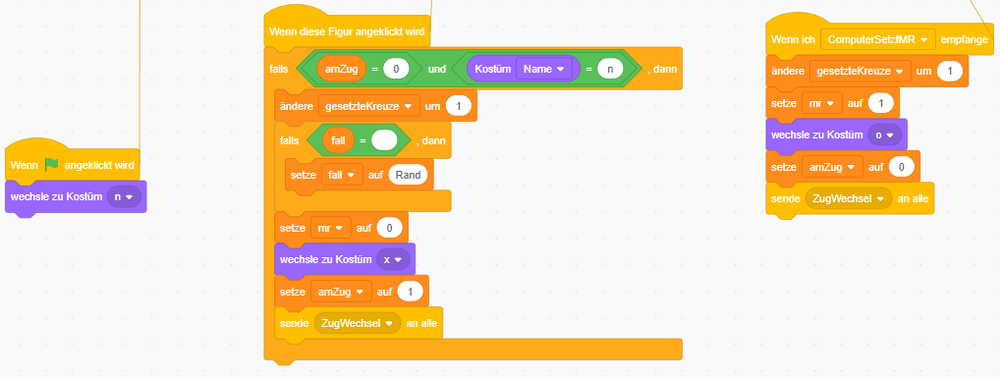 Wenn angeklickt wird
wechsle zu Kostüm n
Wenn diese Figur angeklickt wird
falls amZug = 0 und Kostüm Name = n , dann
ändere gesetzteKreuze um 1
falls fall = , dann
setze fall auf Rand
setze mr auf 0
wechsle zu Kostüm x
setze amZug auf 1
sende ZugWechsel an alle
Wenn ich ComputerSetztMR empfange
ändere gesetzteKreuze um 1
setze mr auf 1
wechsle zu Kostüm o
setze amZug auf 0
sende ZugWechsel an alle